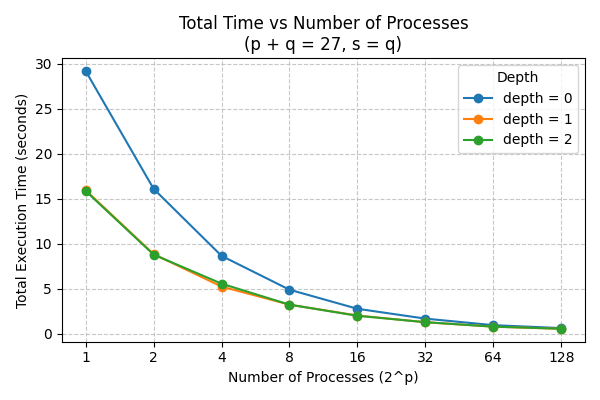 Total Time vs Number of Processes
(p + q = 27, s = q)
Total Execution Time (seconds)
30
25
20
15
10
5
0
Depth
depth = 0
depth = 1
depth = 2
1 2 4 8 16 32 64 128
Number of Processes (2^p)